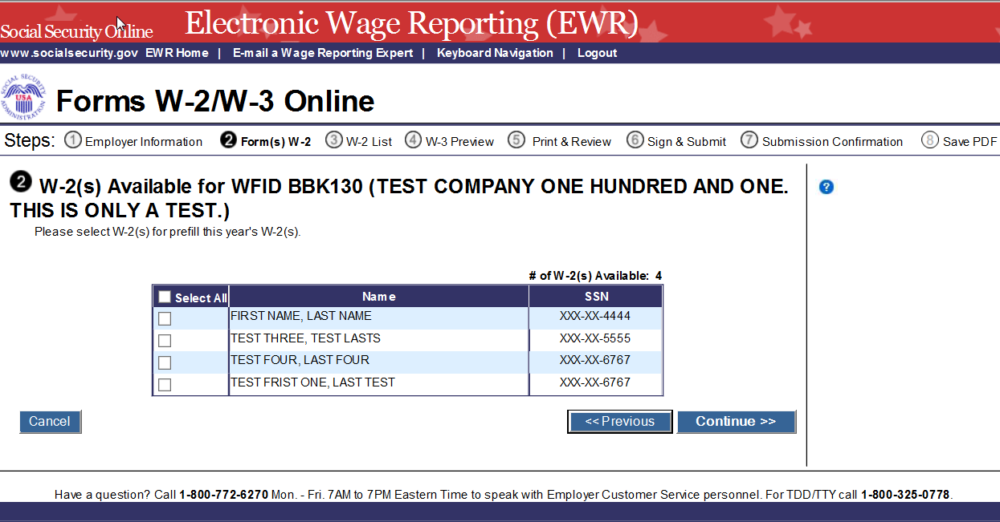 Social Security Online Electronic Wage Reporting (EWR)
www.socialsecurity.gov EWR Home | E-mail a Wage Reporting Expert | Keyboard Navigation | Logout
SOCIAL SECURITY ADMINISTRATION USA
Forms W-2/W-3 Online
Steps: 1 Employer Information 2 Form(s) W-2 3 W-2 List 4 W-3 Preview 5 Print & Review 6 Sign & Submit 7 Submission Confirmation 8 Save PDF
2 W-2(s) Available for WFID BBK130 (TEST COMPANY ONE HUNDRED AND ONE.
THIS IS ONLY A TEST.)
?
Please select W-2(s) for prefill this year's W-2(s).
# of W-2(s) Available: 4
Select All Name SSN
FIRST NAME, LAST NAME XXX-XX-4444
TEST THREE, TEST LASTS XXX-XX-5555
TEST FOUR, LAST FOUR XXX-XX-6767
TEST FRIST ONE, LAST TEST XXX-XX-6767
Cancel << Previous Continue >>
Have a question? Call 1-800-772-6270 Mon. - Fri. 7AM to 7PM Eastern Time to speak with Employer Customer Service personnel. For TDD/TTY call 1-800-325-0778.